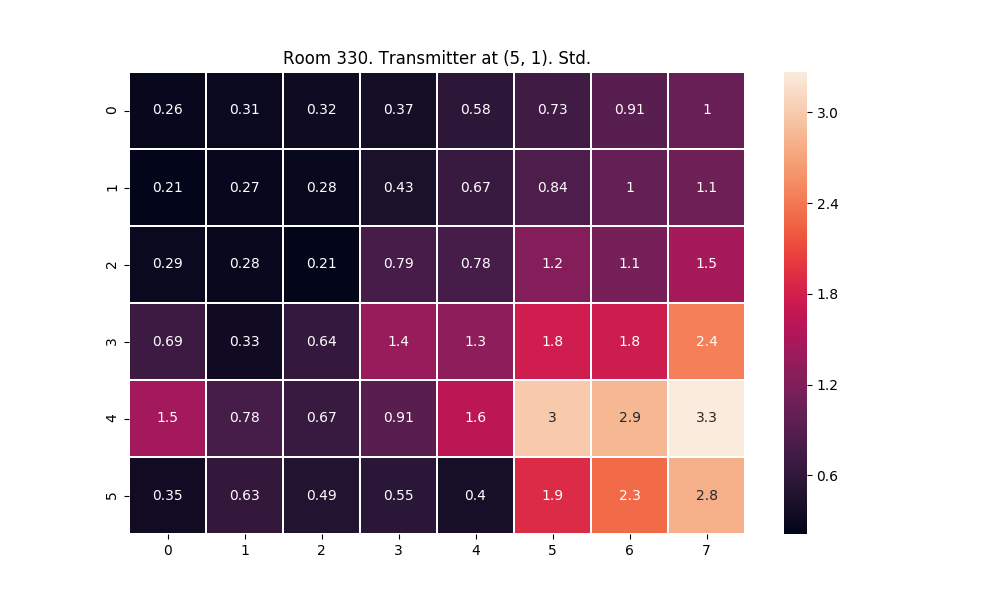 Room 330. Transmitter at (5, 1). Std.
0 0.26 0.31 0.32 0.37 0.58 0.73 0.91 1
1 0.21 0.27 0.28 0.43 0.67 0.84 1 1.1
2 0.29 0.28 0.21 0.79 0.78 1.2 1.1 1.5
3 0.69 0.33 0.64 1.4 1.3 1.8 1.8 2.4
4 1.5 0.78 0.67 0.91 1.6 3 2.9 3.3
5 0.35 0.63 0.49 0.55 0.4 1.9 2.3 2.8
0 1 2 3 4 5 6 7
3.0
2.4
1.8
1.2
0.6